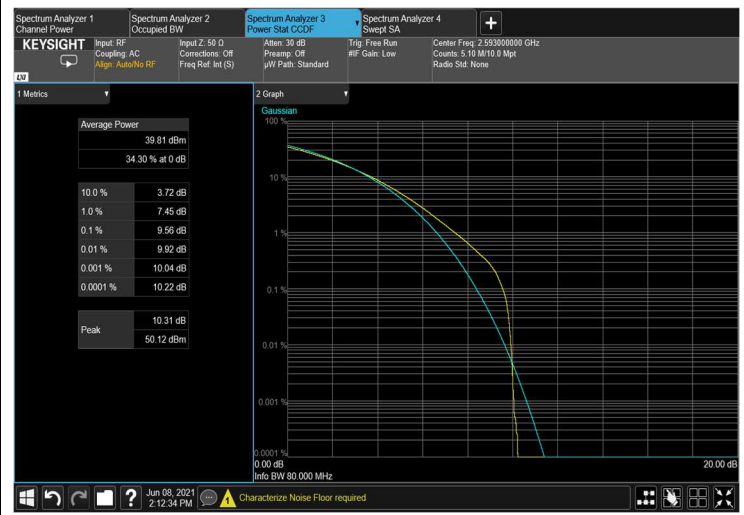 Spectrum Analyzer 1
Channel Power
Spectrum Analyzer 2
Occupied BW
Spectrum Analyzer 3
Power Stat CCDF
Spectrum Analyzer 4
Swept SA
KEYSIGHT
LXI
Input: RF
Coupling: AC
Align: Auto/No RF
Input Z: 50 Ω
Corrections: Off
Freq Ref: Int (S)
Atten: 30 dB
Preamp: Off
µW Path: Standard
Trig: Free Run
#IF Gain: Low
Center Freq: 2.593000000 GHz
Counts: 5.10 M/10.0 Mpt
Radio Std: None
1 Metrics
Average Power
39.81 dBm
34.30 % at 0 dB
10.0 % 3.72 dB
1.0 % 7.45 dB
0.1 % 9.56 dB
0.01 % 9.92 dB
0.001 % 10.04 dB
0.0001 % 10.22 dB
Peak
10.31 dB
50.12 dBm
2 Graph
Gaussian
100 %
10 %
1 %
0.1 %
0.01 %
0.001 %
0.0001 %
0.00 dB 20.00 dB
Info BW 80.000 MHz
? Jun 08, 2021
2:12:34 PM
Characterize Noise Floor required